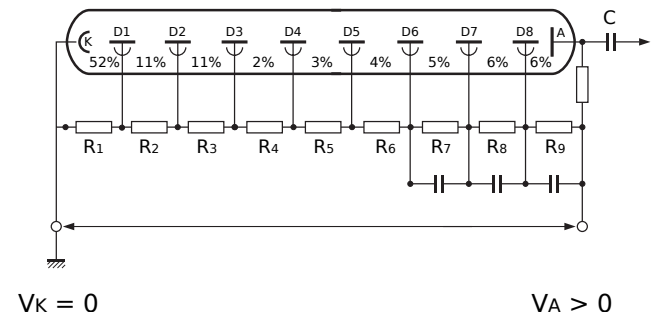 C
K D1 D2 D3 D4 D5 D6 D7 D8 A
52% 11% 11% 2% 3% 4% 5% 6% 6%
R1 R2 R3 R4 R5 R6 R7 R8 R9
VK = 0 VA > 0